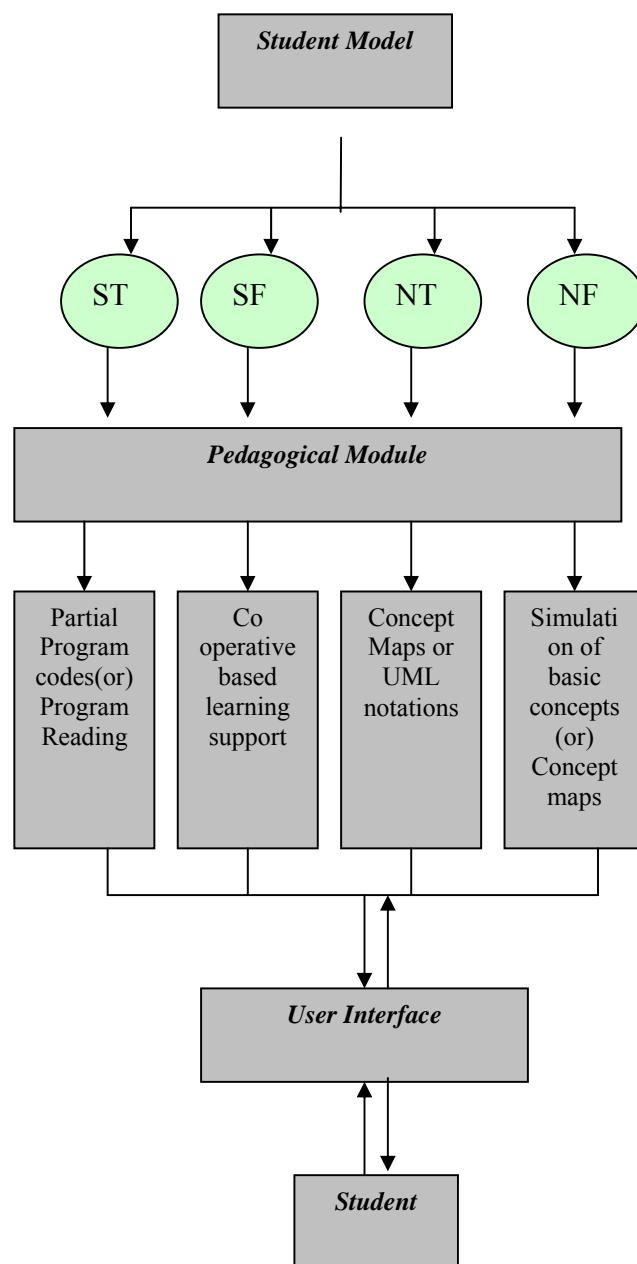 Student Model
ST
SF
NT
NF
Pedagogical Module
Partial
Program
codes(or)
Program
Reading
Co
operative
based
learning
support
Concept
Maps or
UML
notations
Simulati
on of
basic
concepts
(or)
Concept
maps
User Interface
Student